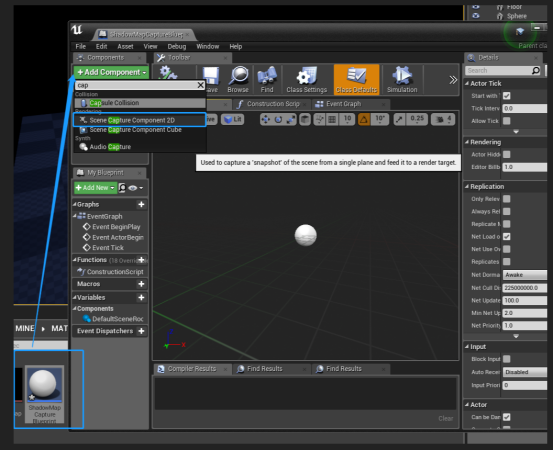 Floor
Sphere
ShadowMapCaptureBluep
Parent cla
File Edit Asset View Debug Window Help
Components
Toolbar
Details
+Add Component
Search
cap
Collision
Capsule Collision
Scene Capture Component 2D
Scene Capture Component Cube
Synth
Audio Capture
ave
Browse
Find
Class Settings
Class Defaults
Simulation
Construction Scrip
Event Graph
Lit
10°
0.25
4
Used to capture a 'snapshot' of the scene from a single plane and feed it to a render target.
My Blueprint
+Add New
Graphs
EventGraph
Event BeginPlay
Event ActorBegin
Event Tick
Functions (18 Overrid
ConstructionScript
Macros
Variables
Components
DefaultSceneRoo
Event Dispatchers
Actor Tick
Start with
Tick Interv 0.0
Allow Tick
Rendering
Actor Hidd
Editor Billb 1.0
Replication
Only Relev
Always Rel
Replicate M
Net Load o
Net Use Ov
Replicates
Net Dorma Awake
Net Cull Di 225000000.0
Net Update 100.0
Min Net Up 2.0
Net Priority 1.0
Input
Block Input
Auto Recei Disabled
Input Priori 0
Actor
Can be Dam
Compiler Results
Find Results
Find Results
Clear
MINE
MAT
ShadowMap
Capture
Blueprint